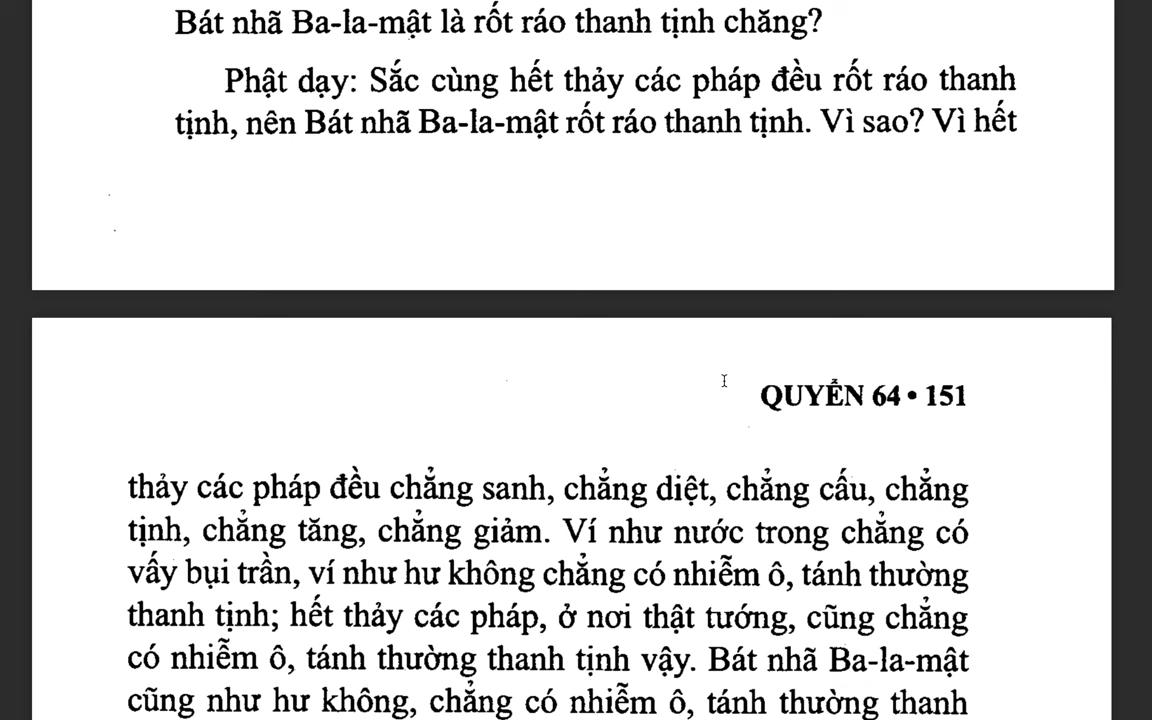 Bát nhã Ba-la-mật là rốt ráo thanh tịnh chăng?
Phật dạy: Sắc cùng hết thảy các pháp đều rốt ráo thanh
tịnh, nên Bát nhã Ba-la-mật rốt ráo thanh tịnh. Vì sao? Vì hết
QUYỂN 64 • 151
thảy các pháp đều chẳng sanh, chẳng diệt, chẳng cấu, chẳng
tịnh, chẳng tăng, chẳng giảm. Ví như nước trong chẳng có
vấy bụi trần, ví như hư không chẳng có nhiễm ô, tánh thường
thanh tịnh; hết thảy các pháp, ở nơi thật tướng, cũng chẳng
có nhiễm ô, tánh thường thanh tịnh vậy. Bát nhã Ba-la-mật
cũng như hư không, chẳng có nhiễm ô, tánh thường thanh